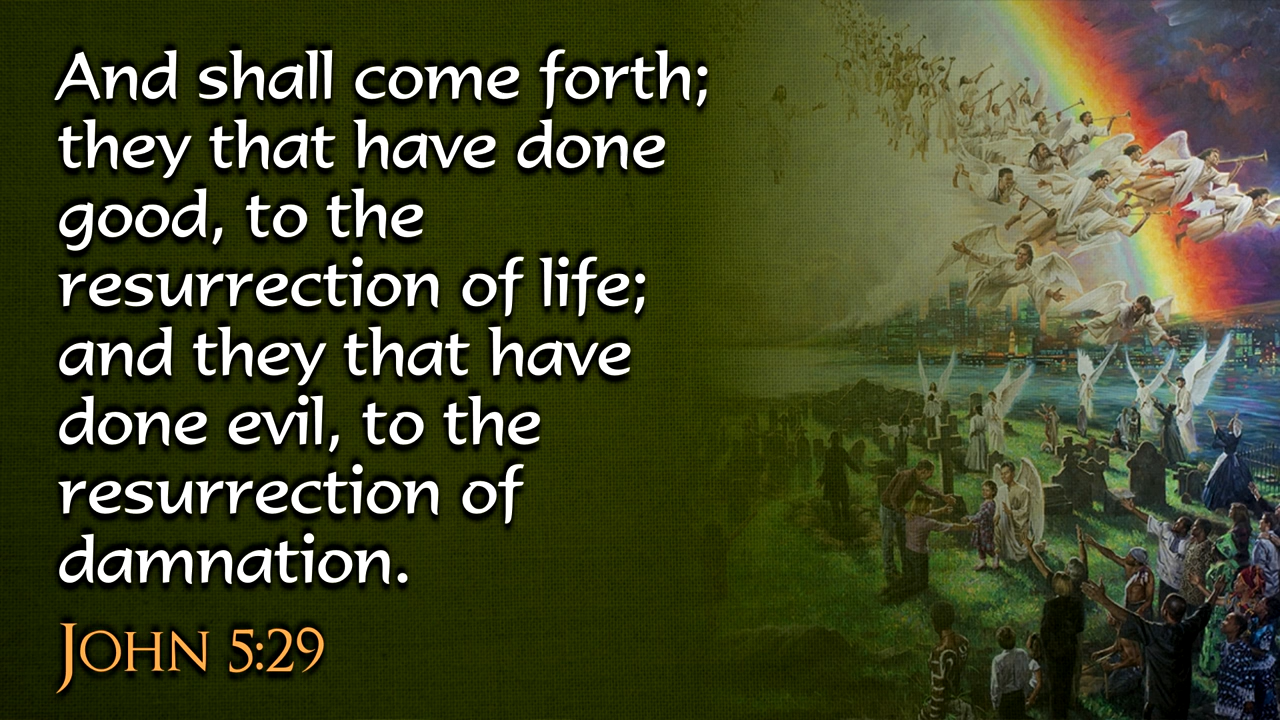 And shall come forth;
they that have done
good, to the
resurrection of life;
and they that have
done evil, to the
resurrection of
damnation.
John 5:29